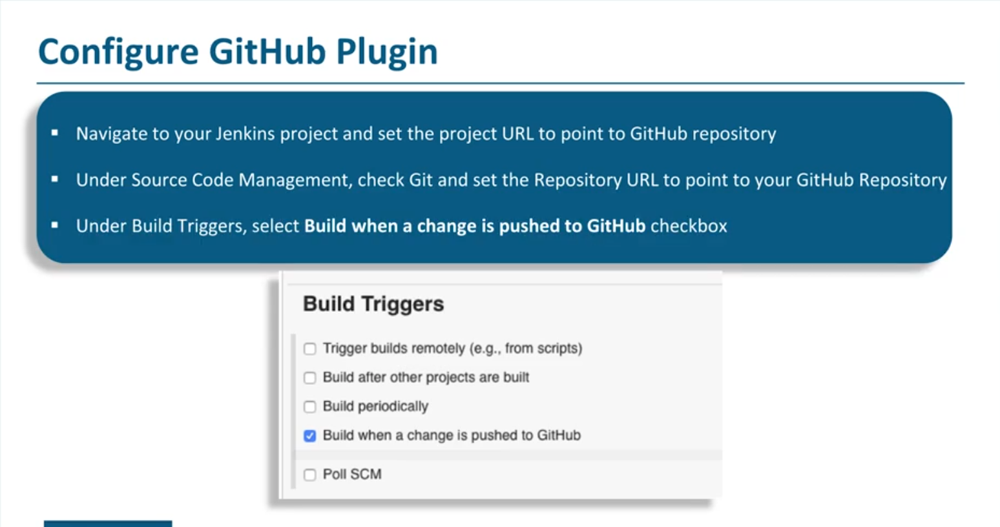 Configure GitHub Plugin
▪ Navigate to your Jenkins project and set the project URL to point to GitHub repository
▪ Under Source Code Management, check Git and set the Repository URL to point to your GitHub Repository
▪ Under Build Triggers, select Build when a change is pushed to GitHub checkbox
Build Triggers
Trigger builds remotely (e.g., from scripts)
Build after other projects are built
Build periodically
Build when a change is pushed to GitHub
Poll SCM